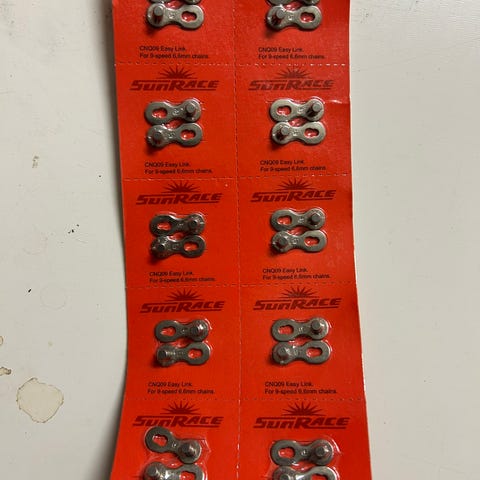 CNQ09 Easy Link.
For 9-speed 6,6mm chains.
CNQ09 Easy Link.
For 9-speed 6,6mm chains.
SUNRACE
SUNRACE
CNQ09 Easy Link.
For 9-speed 6,6mm chains.
CNQ09 Easy Link.
For 9-speed 6,6mm chains.
SUNRACE
SUNRACE
CNQ09 Easy Link.
For 9-speed 6,6mm chains.
CNQ09 Easy Link.
For 9-speed 6,6mm chains.
SUNRACE
SUNRACE
CNQ09 Easy Link.
For 9-speed 6,6mm chains.
CNQ09 Easy Link.
For 9-speed 6,6mm chains.
SUNRACE
SUNRACE